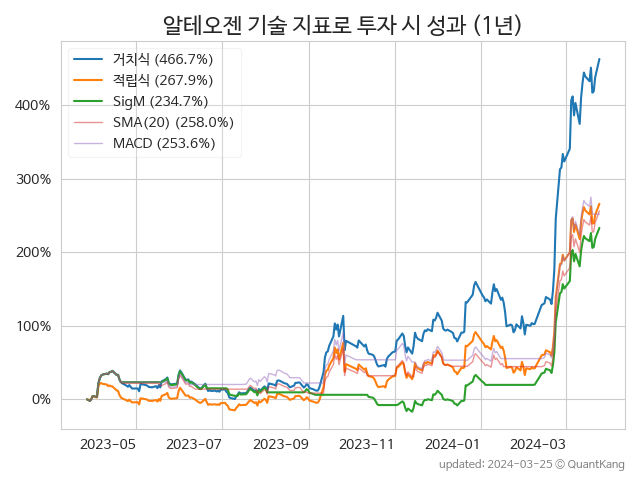 알테오젠 기술 지표로 투자 시 성과 (1년)
거치식 (466.7%)
적립식 (267.9%)
SigM (234.7%)
SMA(20) (258.0%)
MACD (253.6%)
400%
300%
200%
100%
0%
2023-05 2023-07 2023-09 2023-11 2024-01 2024-03
updated: 2024-03-25 © QuantKang